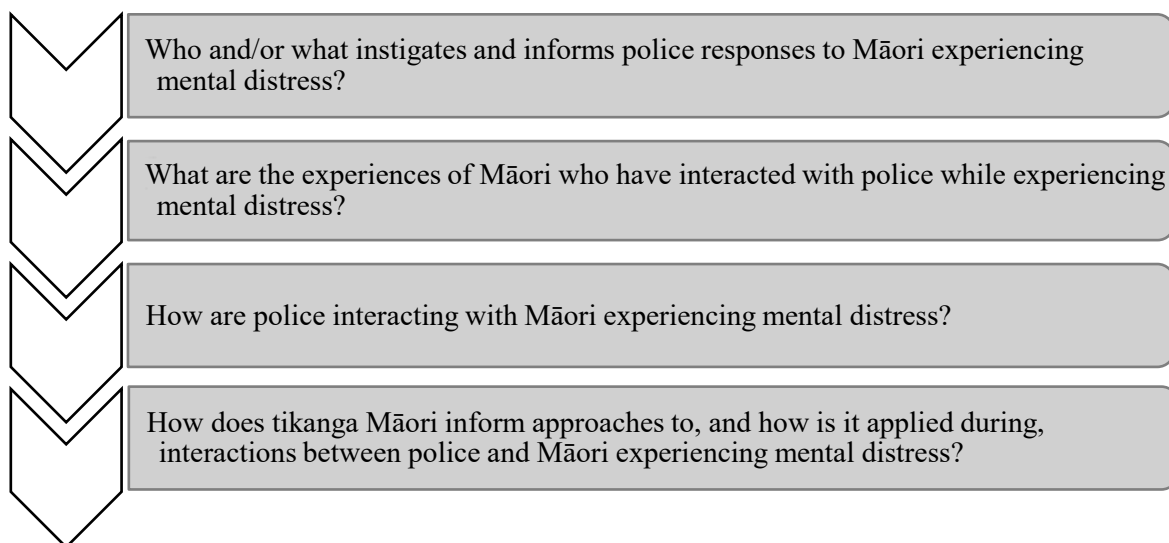 Who and/or what instigates and informs police responses to Māori experiencing
mental distress?
What are the experiences of Māori who have interacted with police while experiencing
mental distress?
How are police interacting with Māori experiencing mental distress?
How does tikanga Māori inform approaches to, and how is it applied during,
interactions between police and Māori experiencing mental distress?